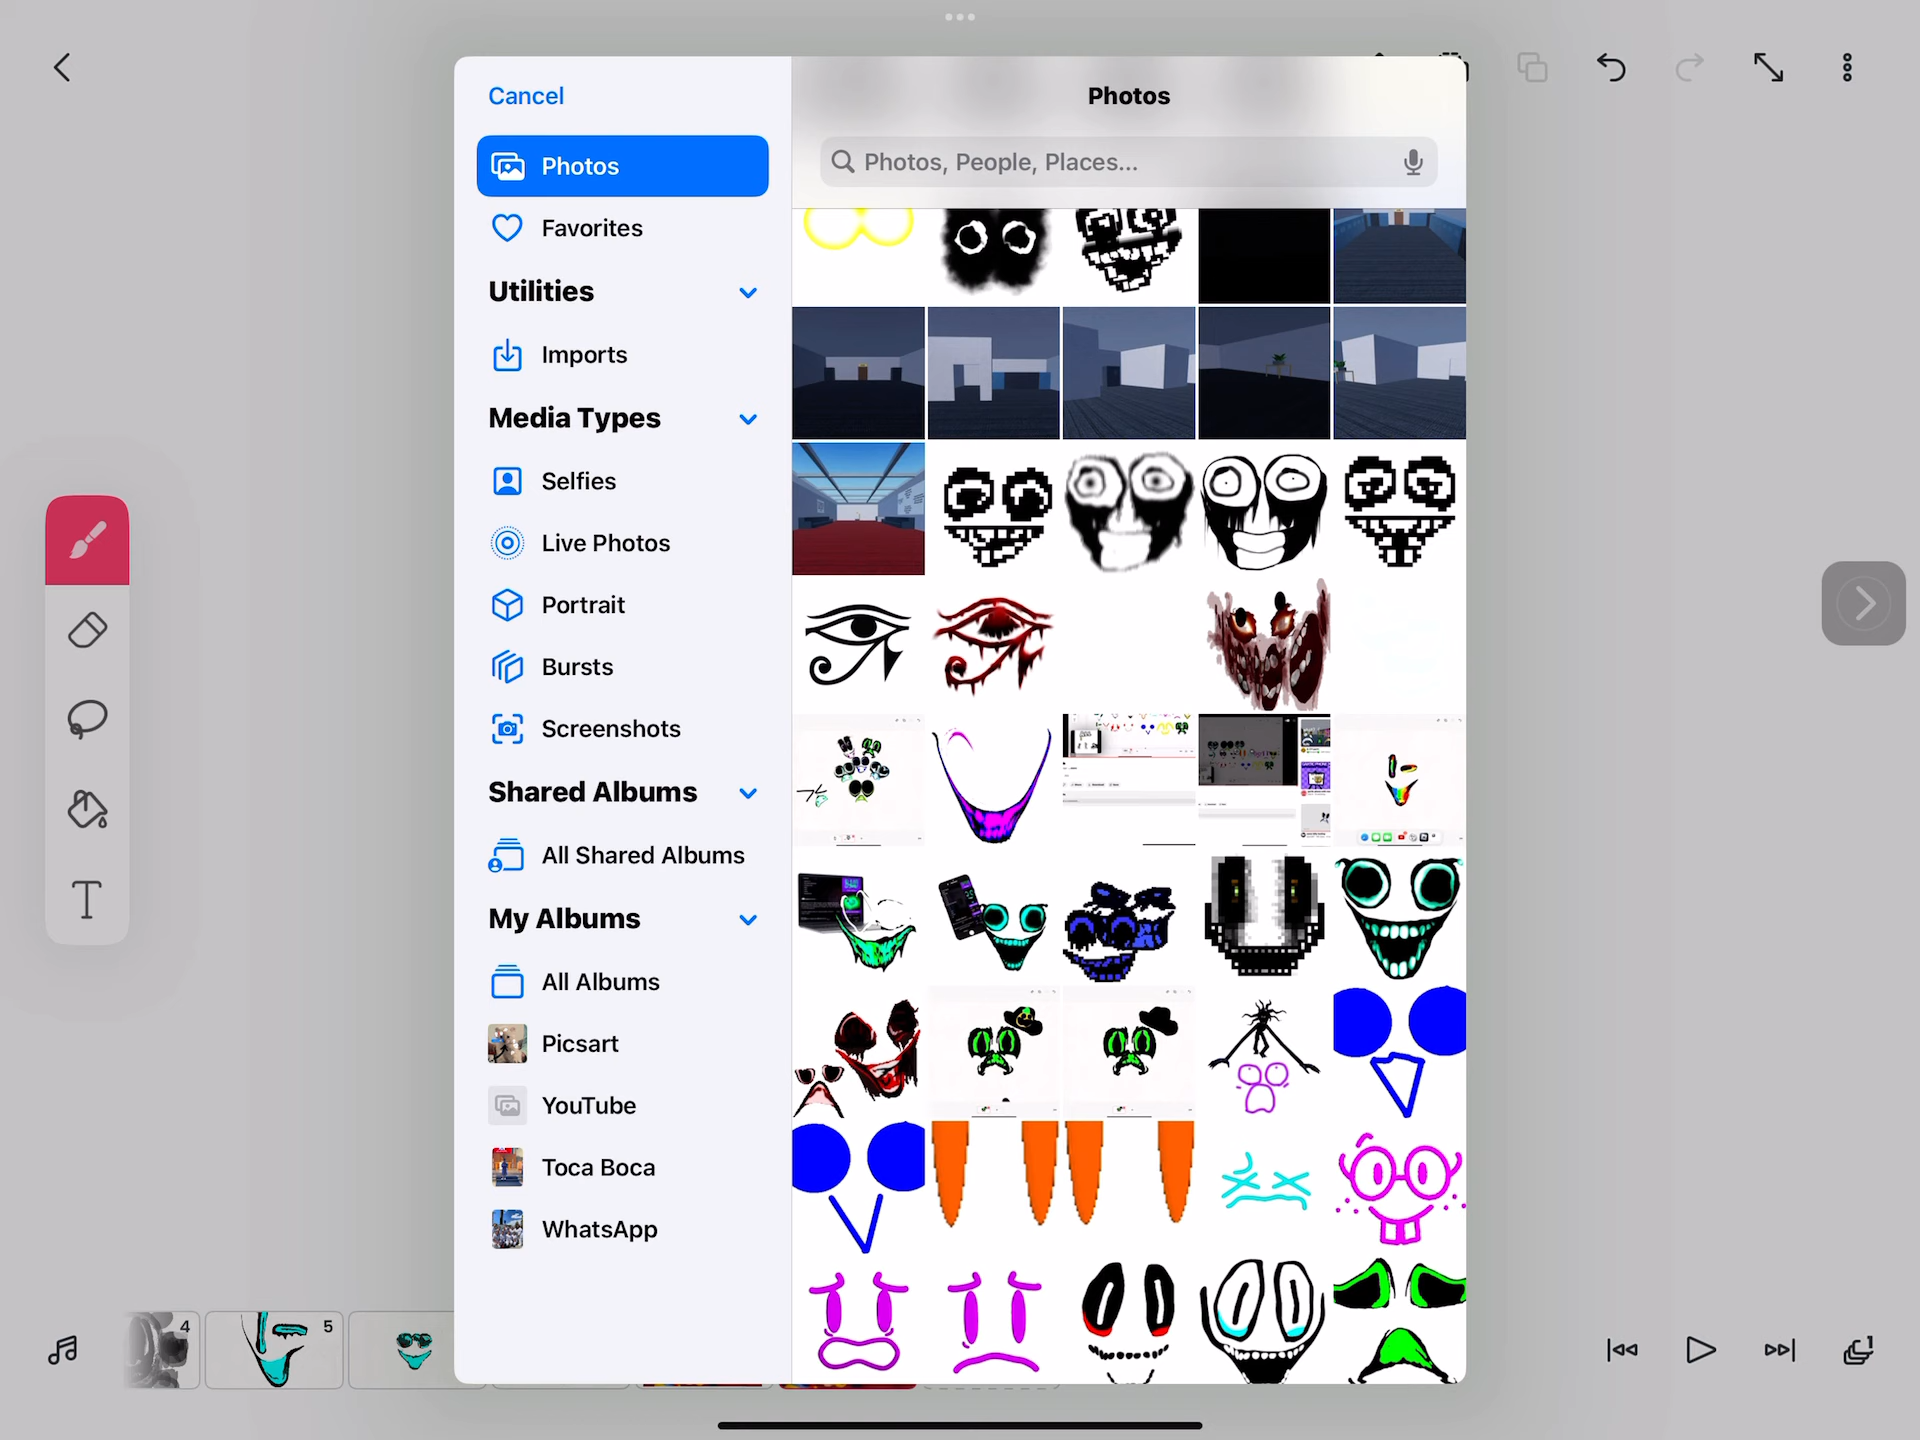 Cancel
Photos
Photos, People, Places...
Photos
Favorites
Utilities
Imports
Media Types
Selfies
Live Photos
Portrait
Bursts
Screenshots
Shared Albums
All Shared Albums
My Albums
All Albums
Picsart
YouTube
Toca Boca
WhatsApp
T
4
5